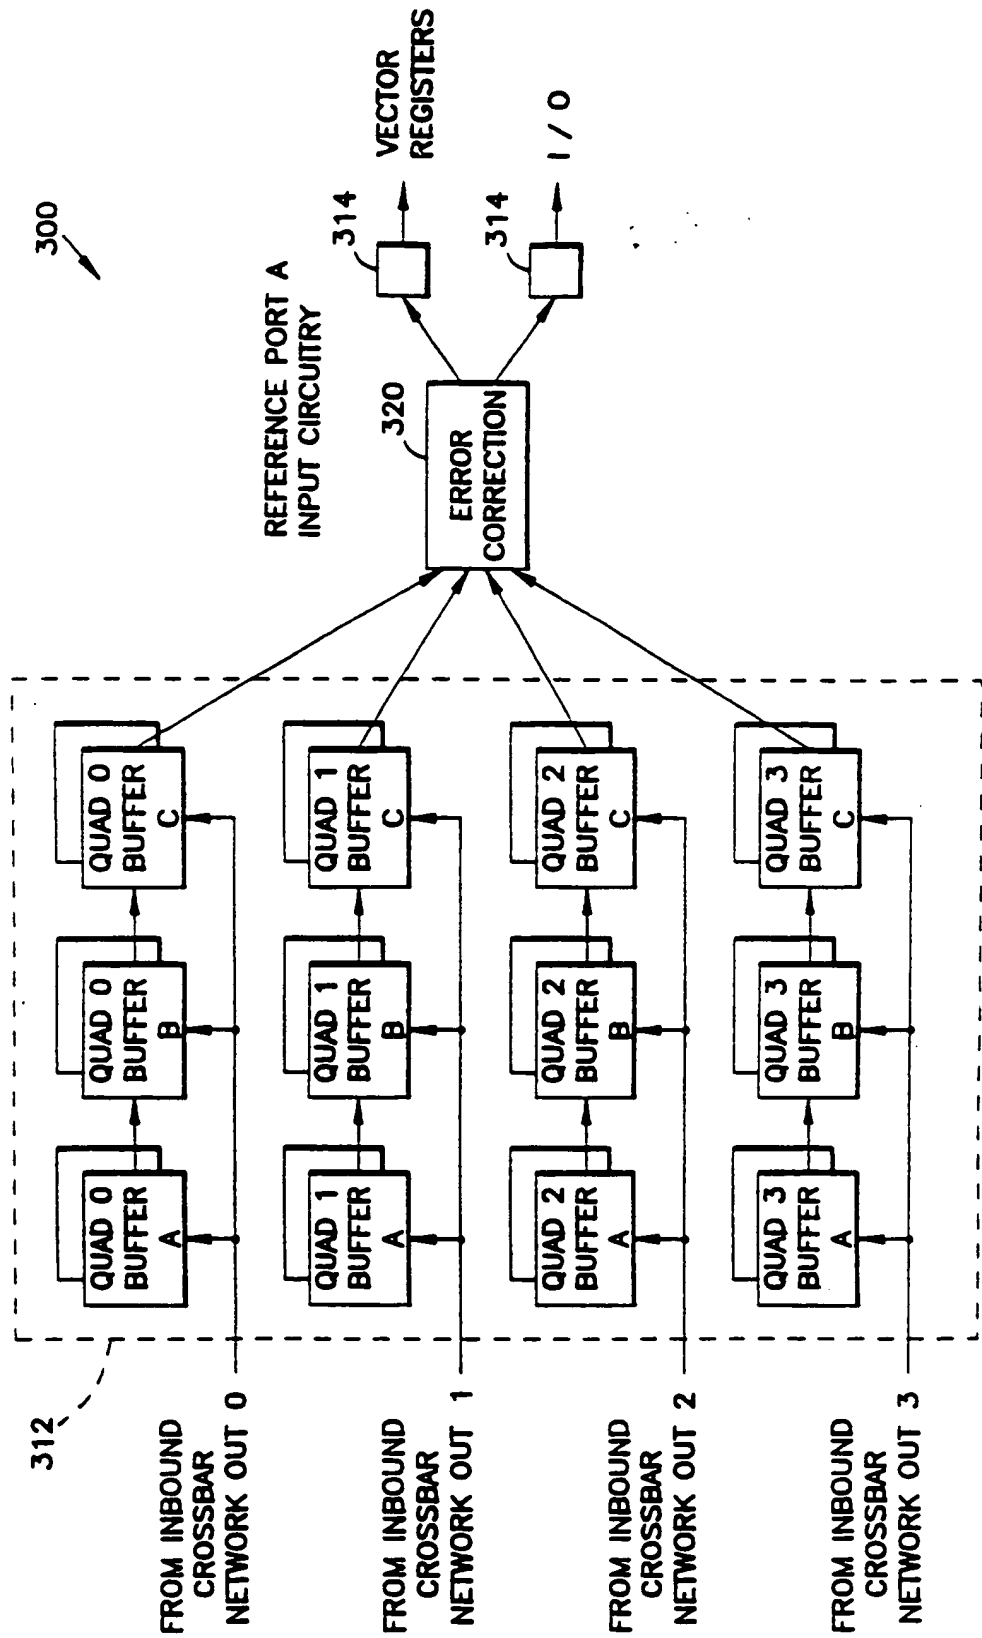 300
REFERENCE PORT A
INPUT CIRCUITRY
312
FROM INBOUND
CROSSBAR
NETWORK OUT 0
QUAD 0
BUFFER
A
QUAD 0
BUFFER
B
QUAD 0
BUFFER
C
FROM INBOUND
CROSSBAR
NETWORK OUT 1
QUAD 1
BUFFER
A
QUAD 1
BUFFER
B
QUAD 1
BUFFER
C
FROM INBOUND
CROSSBAR
NETWORK OUT 2
QUAD 2
BUFFER
A
QUAD 2
BUFFER
B
QUAD 2
BUFFER
C
FROM INBOUND
CROSSBAR
NETWORK OUT 3
QUAD 3
BUFFER
A
QUAD 3
BUFFER
B
QUAD 3
BUFFER
C
320
ERROR
CORRECTION
314
VECTOR
REGISTERS
314
I / O